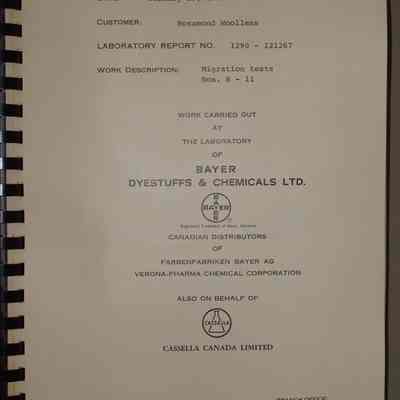 CUSTOMER: Rosamond Woollens
LABORATORY REPORT NO. 1290 - 121267
WORK DESCRIPTION: Migration tests
Nos. 8 - 11
WORK CARRIED OUT
AT
THE LABORATORY
OF
BAYER
DYESTUFFS & CHEMICALS LTD.
BAYER
BAYER
CANADIAN DISTRIBUTORS
OF
FARBENFABRIKEN BAYER AG
VERONA-PHARMA CHEMICAL CORPORATION
ALSO ON BEHALF OF
CASSELLA
CASSELLA CANADA LIMITED